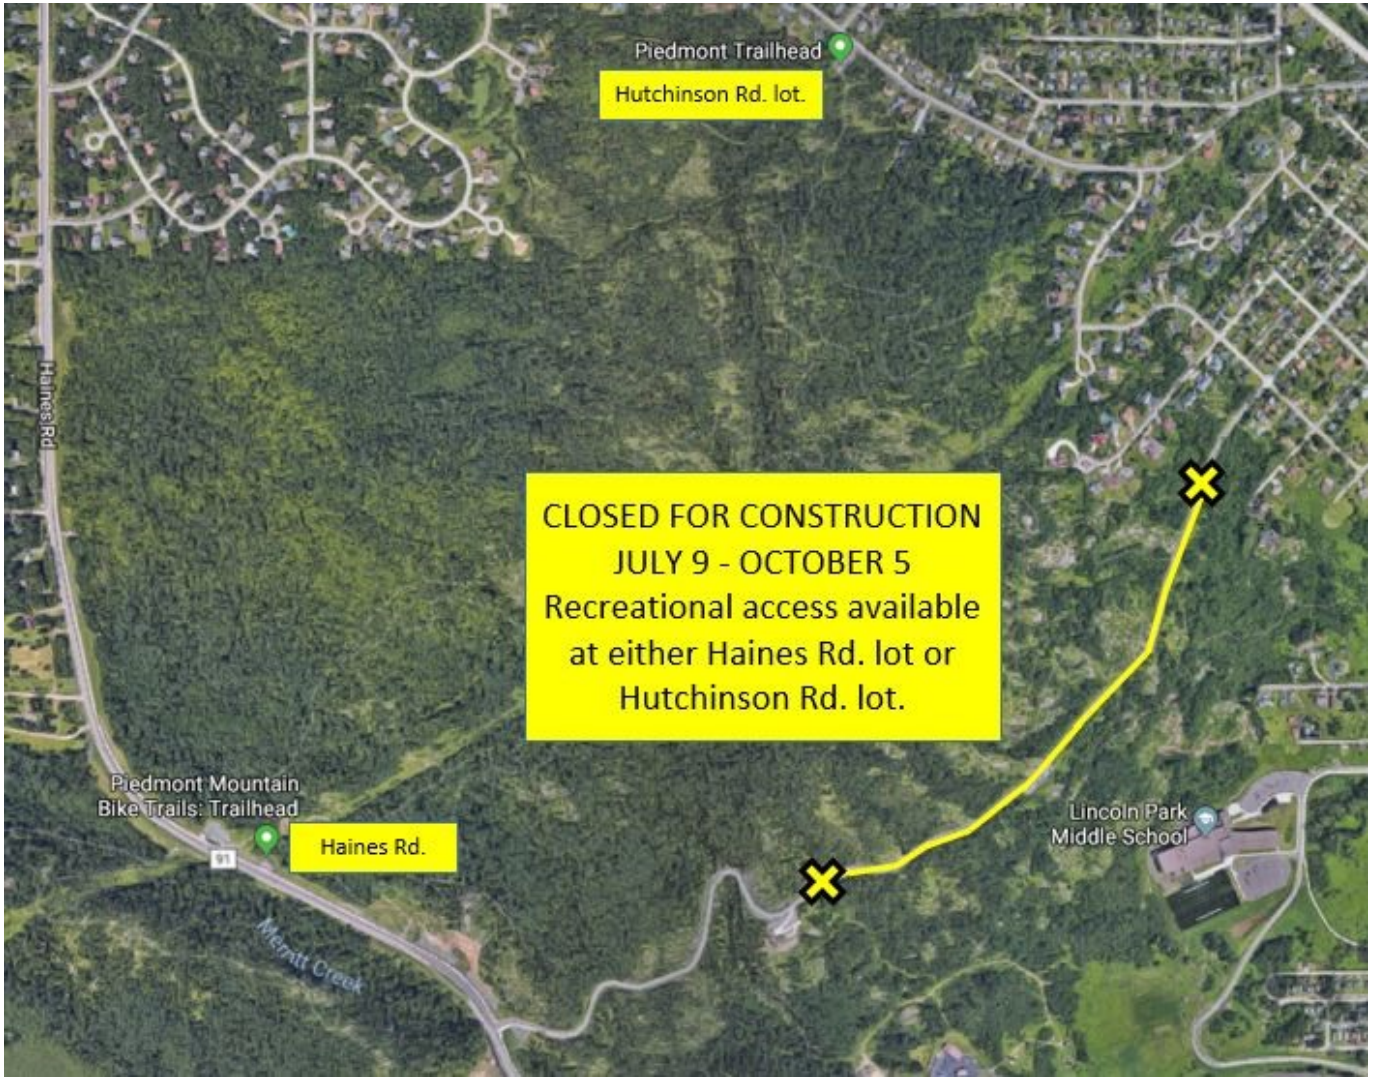 Piedmont Trailhead
Hutchinson Rd. lot.
Haines Rd
CLOSED FOR CONSTRUCTION
JULY 9 - OCTOBER 5
Recreational access available
at either Haines Rd. lot or
Hutchinson Rd. lot.
Piedmont Mountain
Bike Trails: Trailhead
Haines Rd.
91
Lincoln Park
Middle School
Merritt Creek